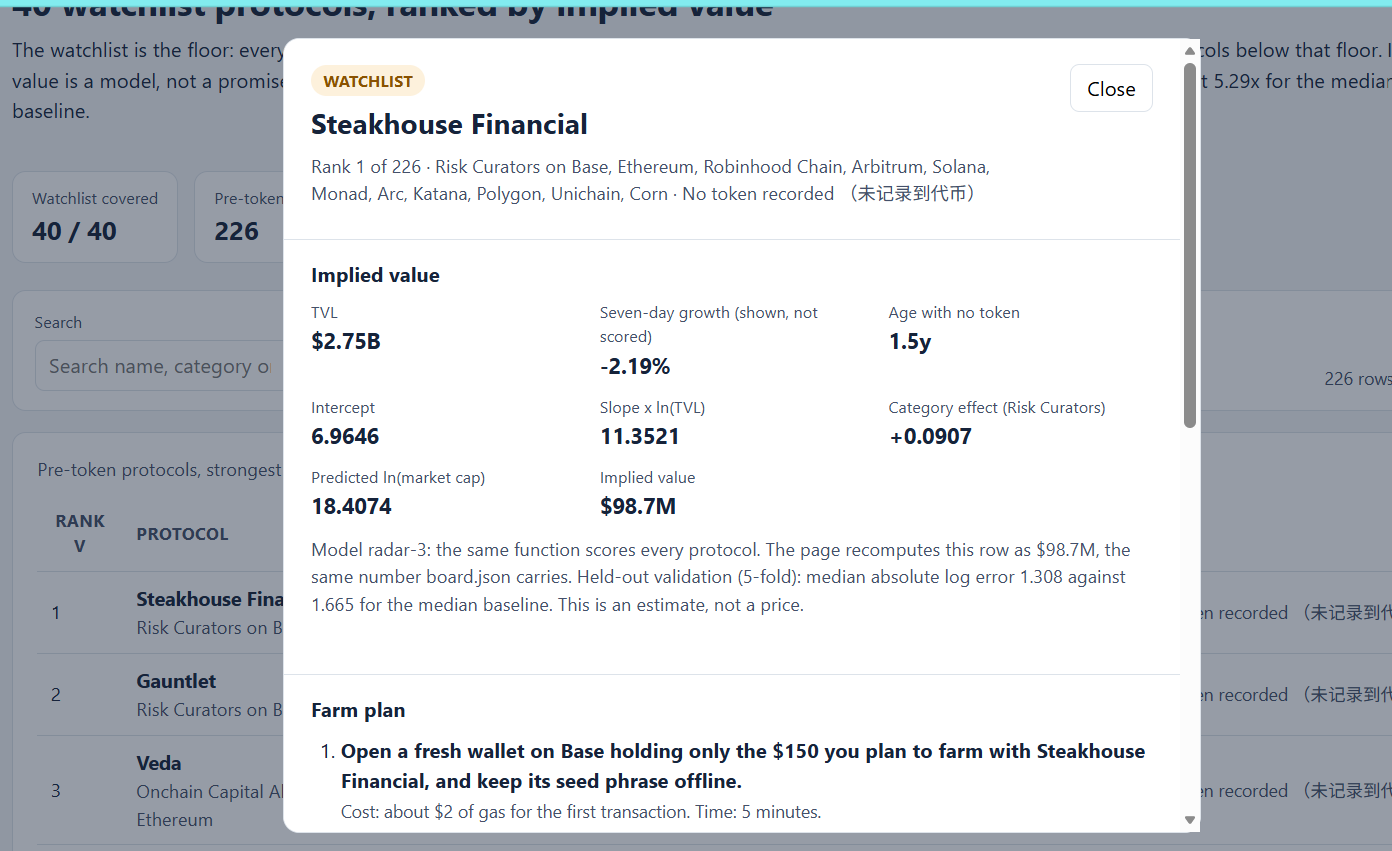 40 watchlist protocols, ranked by implied value
The watchlist is the floor: every
cols below that floor. I
value is a model, not a promise
t 5.29x for the median
baseline.
Watchlist covered
40 / 40
Pre-token
226
Search
Search name, category o
226 rows
Pre-token protocols, strongest
RANK
V
PROTOCOL
1
Steakhouse Fina
Risk Curators on B
en recorded （未记录到代
2
Gauntlet
Risk Curators on B
en recorded （未记录到代
3
Veda
Onchain Capital Al
Ethereum
en recorded （未记录到代
WATCHLIST
Close
Steakhouse Financial
Rank 1 of 226 · Risk Curators on Base, Ethereum, Robinhood Chain, Arbitrum, Solana,
Monad, Arc, Katana, Polygon, Unichain, Corn · No token recorded （未记录到代币）
Implied value
TVL
$2.75B
Seven-day growth (shown, not
scored)
-2.19%
Age with no token
1.5y
Intercept
6.9646
Slope x ln(TVL)
11.3521
Category effect (Risk Curators)
+0.0907
Predicted ln(market cap)
18.4074
Implied value
$98.7M
Model radar-3: the same function scores every protocol. The page recomputes this row as $98.7M, the
same number board.json carries. Held-out validation (5-fold): median absolute log error 1.308 against
1.665 for the median baseline. This is an estimate, not a price.
Farm plan
1. Open a fresh wallet on Base holding only the $150 you plan to farm with Steakhouse
Financial, and keep its seed phrase offline.
Cost: about $2 of gas for the first transaction. Time: 5 minutes.